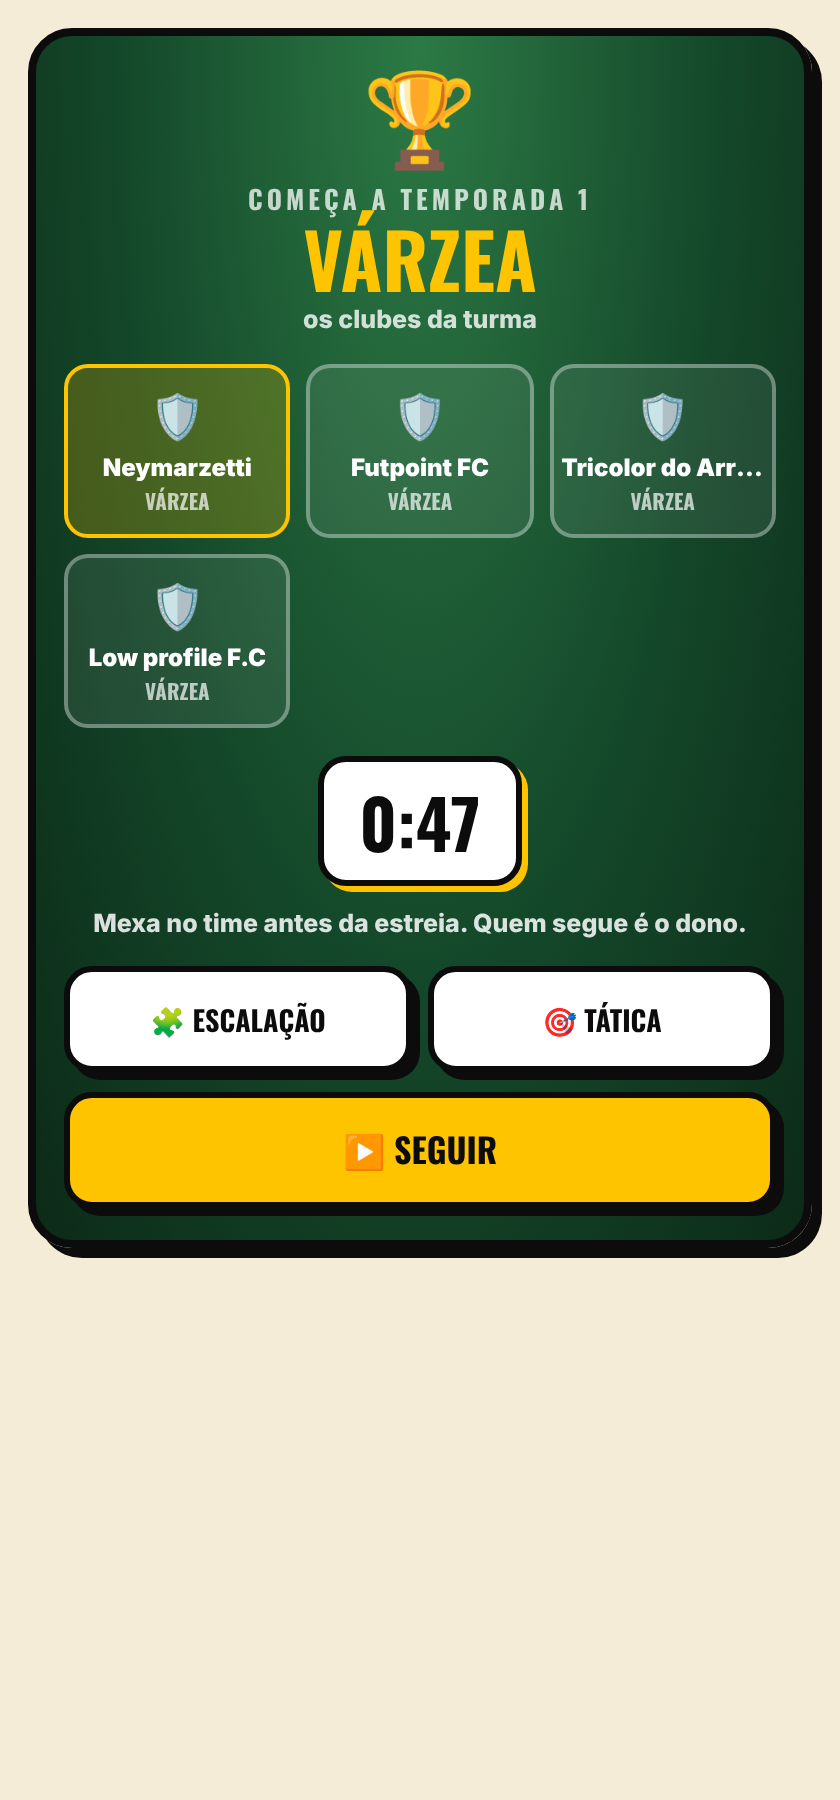 COMEÇA A TEMPORADA 1
VÁRZEA
os clubes da turma
Neymarzetti
VÁRZEA
Futpoint FC
VÁRZEA
Tricolor do Arr...
VÁRZEA
Low profile F.C
VÁRZEA
0:47
Mexa no time antes da estreia. Quem segue é o dono.
ESCALAÇÃO
TÁTICA
SEGUIR